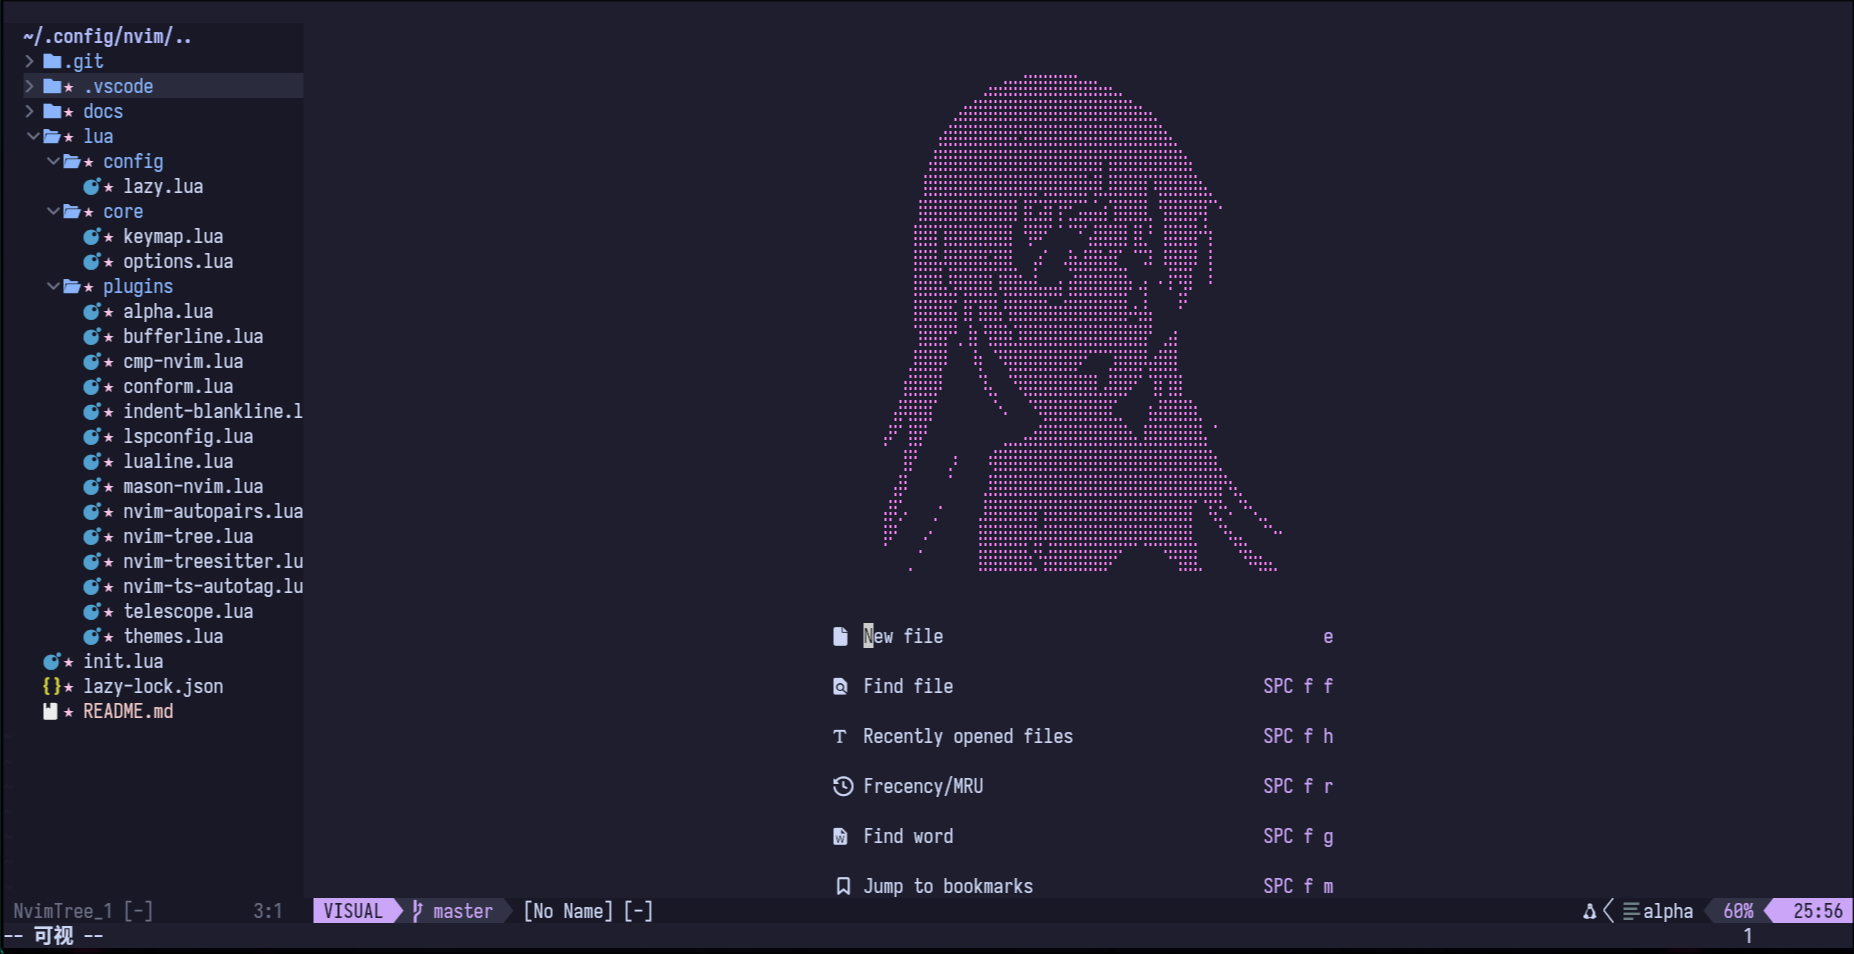 ~/.config/nvim/..
.git
★ .vscode
★ docs
★ lua
★ config
★ lazy.lua
★ core
★ keymap.lua
★ options.lua
★ plugins
★ alpha.lua
★ bufferline.lua
★ cmp-nvim.lua
★ conform.lua
★ indent-blankline.l
★ lspconfig.lua
★ lualine.lua
★ mason-nvim.lua
★ nvim-autopairs.lua
★ nvim-tree.lua
★ nvim-treesitter.lu
★ nvim-ts-autotag.lu
★ telescope.lua
★ themes.lua
★ init.lua
{} ★ lazy-lock.json
★ README.md
New file e
Find file SPC f f
Recently opened files SPC f h
Frecency/MRU SPC f r
Find word SPC f g
Jump to bookmarks SPC f m
NvimTree_1 [-] 3:1 VISUAL master [No Name] [-] alpha 60% 25:56
-- 可视 -- 1